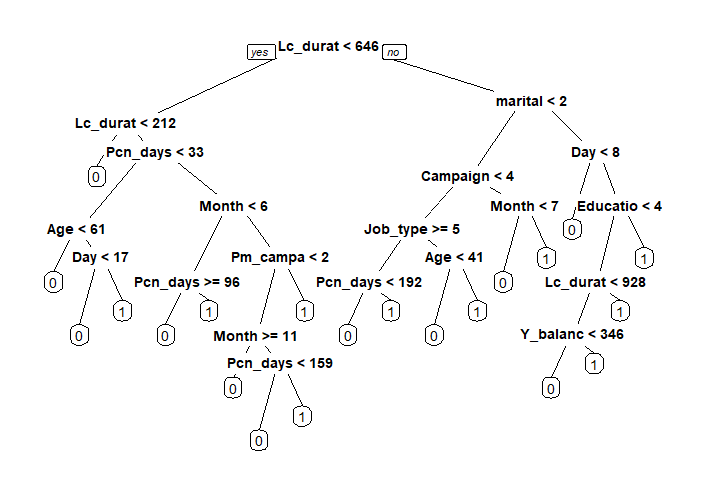 yes Lc_durat < 646 no
marital < 2
Lc_durat < 212
Pcn_days < 33 Day < 8
0 Campaign < 4
Month < 6 Month < 7 Educatio < 4
Age < 61 Job_type >= 5 0
Day < 17 Pm_campa < 2 Age < 41 1 1
0 Pcn_days >= 96 Pcn_days < 192 0 Lc_durat < 928
1 1 1 1 1
0 0 Month >= 11 0 0 Y_balanc < 346
Pcn_days < 159 1
0 0
1
0